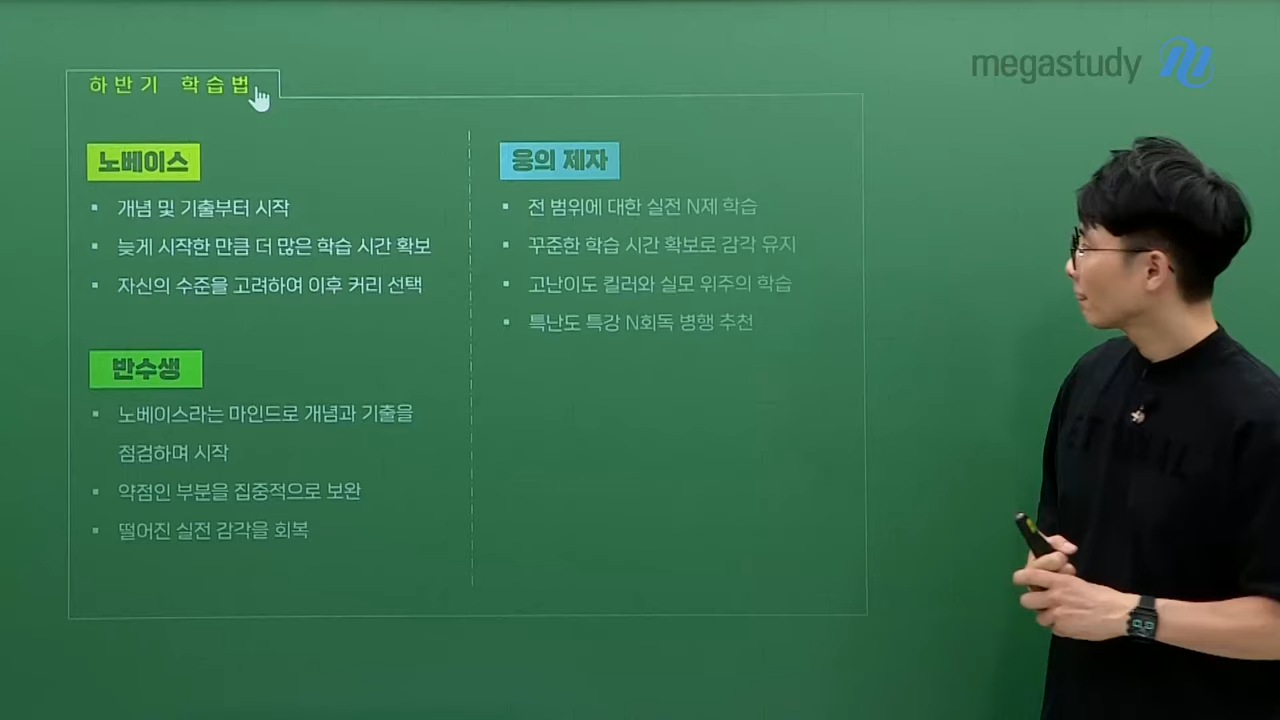 megastudy
하반기 학습법
노베이스
개념 및 기출부터 시작
늦게 시작한 만큼 더 많은 학습 시간 확보
자신의 수준을 고려하여 이후 커리 선택
반수생
노베이스라는 마인드로 개념과 기출을
점검하며 시작
약점인 부분을 집중적으로 보완
떨어진 실전 감각을 회복
웅의 제자
전 범위에 대한 실전 N제 학습
꾸준한 학습 시간 확보로 감각 유지
고난이도 킬러와 실모 위주의 학습
특난도 특강 N회독 병행 추천